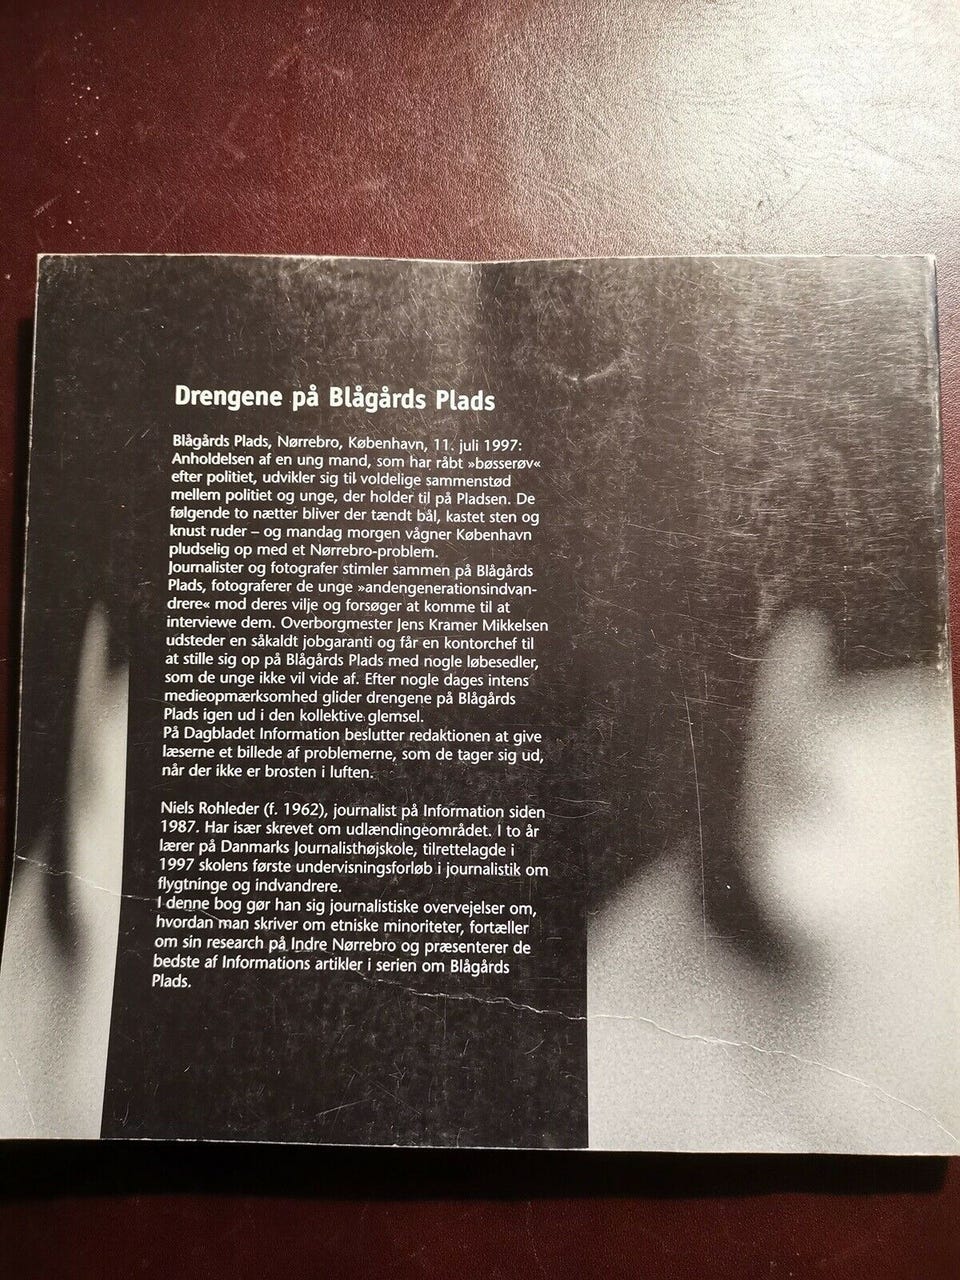 Drengene på Blågårds Plads
Blågårds Plads, Nørrebro, København, 11. juli 1997:
Anholdelsen af en ung mand, som har råbt »bøsserøv«
efter politiet, udvikler sig til voldelige sammenstød
mellem politiet og unge, der holder til på Pladsen. De
følgende to nætter bliver der tændt bål, kastet sten og
knust ruder – og mandag morgen vågner København
pludselig op med et Nørrebro-problem.
Journalister og fotografer stimler sammen på Blågårds
Plads, fotograferer de unge »andengenerationsindvan-
drere« mod deres vilje og forsøger at komme til at
interviewe dem. Overborgmester Jens Kramer Mikkelsen
udsteder en såkaldt jobgaranti og får en kontorchef til
at stille sig op på Blågårds Plads med nogle løbesedler,
som de unge ikke vil vide af. Efter nogle dages intens
medieopmærksomhed glider drengene på Blågårds
Plads igen ud i den kollektive glemsel.
På Dagbladet Information beslutter redaktionen at give
læserne et billede af problemerne, som de tager sig ud,
når der ikke er brosten i luften.
Niels Rohleder (f. 1962), journalist på Information siden
1987. Har især skrevet om udlændingeområdet. I to år
lærer på Danmarks Journalisthøjskole, tilrettelagde i
1997 skolens første undervisningsforløb i journalistik om
flygtninge og indvandrere.
I denne bog gør han sig journalistiske overvejelser om,
hvordan man skriver om etniske minoriteter, fortæller
om sin research på Indre Nørrebro og præsenterer de
bedste af Informations artikler i serien om Blågårds
Plads.